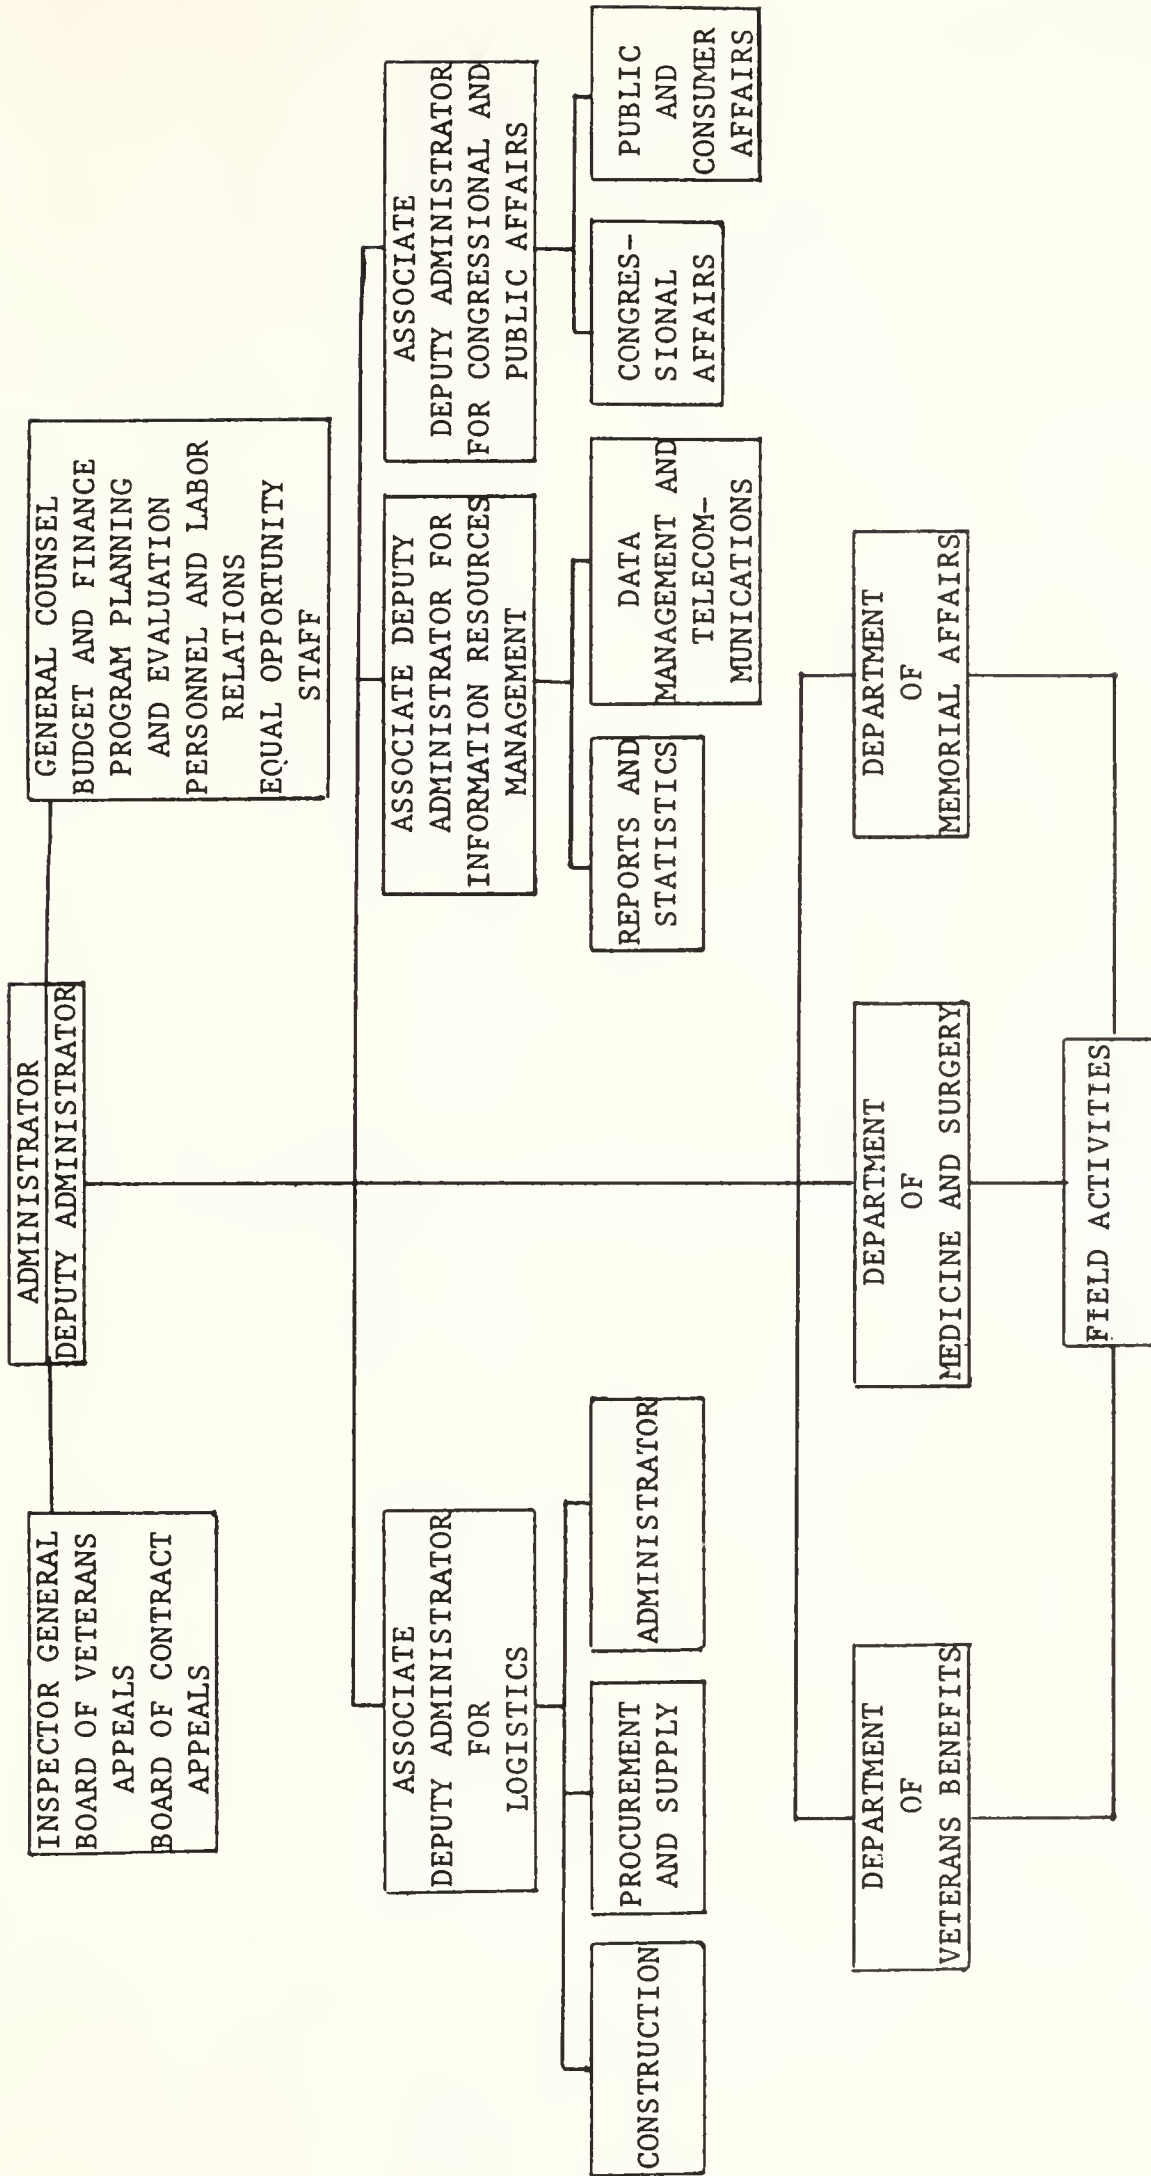 ADMINISTRATOR
DEPUTY ADMINISTRATOR
INSPECTOR GENERAL
BOARD OF VETERANS
APPEALS
BOARD OF CONTRACT
APPEALS
GENERAL COUNSEL
BUDGET AND FINANCE
PROGRAM PLANNING
AND EVALUATION
PERSONNEL AND LABOR
RELATIONS
EQUAL OPPORTUNITY
STAFF
ASSOCIATE
DEPUTY ADMINISTRATOR
FOR
LOGISTICS
ASSOCIATE DEPUTY
ADMINISTRATOR FOR
INFORMATION RESOURCES
MANAGEMENT
ASSOCIATE
DEPUTY ADMINISTRATOR
FOR CONGRESSIONAL AND
PUBLIC AFFAIRS
CONSTRUCTION
PROCUREMENT
AND SUPPLY
ADMINISTRATOR
REPORTS AND
STATISTICS
DATA
MANAGEMENT AND
TELECOM-
MUNICATIONS
CONGRES-
SIONAL
AFFAIRS
PUBLIC
AND
CONSUMER
AFFAIRS
DEPARTMENT
OF
VETERANS BENEFITS
DEPARTMENT
OF
MEDICINE AND SURGERY
DEPARTMENT
OF
MEMORIAL AFFAIRS
FIELD ACTIVITIES